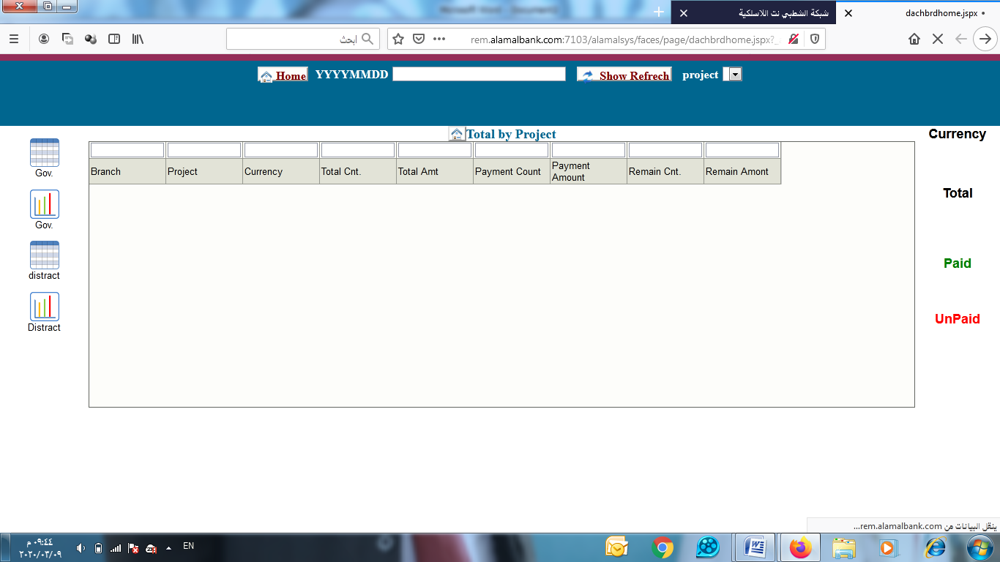 شبكة الشطبي نت اللاسلكية
dachbrdhome.jspx
ابحث
rem.alamalbank.com:7103/alamalsys/faces/page/dachbrdhome.jspx?_
Home YYYYMMDD Show Refrech project
Total by Project
Gov.
Gov.
distract
Distract
Branch Project Currency Total Cnt. Total Amt Payment Count Payment Amount Remain Cnt. Remain Amont
Currency
Total
Paid
UnPaid
ينقل البيانات من rem.alamalbank.com...
EN
٠٩:٤٤ م
٢٠٢٠/٠٣/٠٩